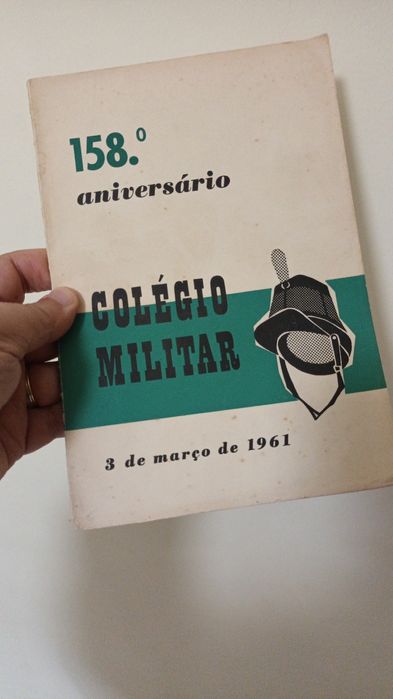 158.º
aniversário
COLÉGIO
MILITAR
3 de março de 1961